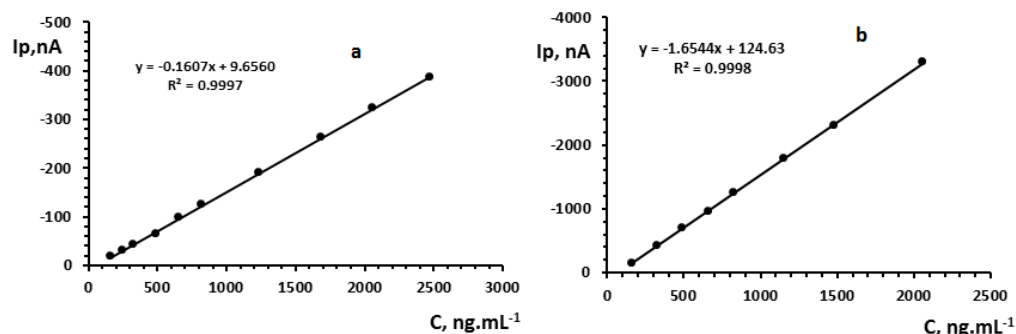 -500
Ip,nA
a
-400
y = -0.1607x + 9.6560
R² = 0.9997
-300
-200
-100
0
0 500 1000 1500 2000 2500 3000
C, ng.mL⁻¹
-4000
Ip, nA
b
y = -1.6544x + 124.63
R² = 0.9998
-3000
-2000
-1000
0
0 500 1000 1500 2000 2500
C, ng.mL⁻¹